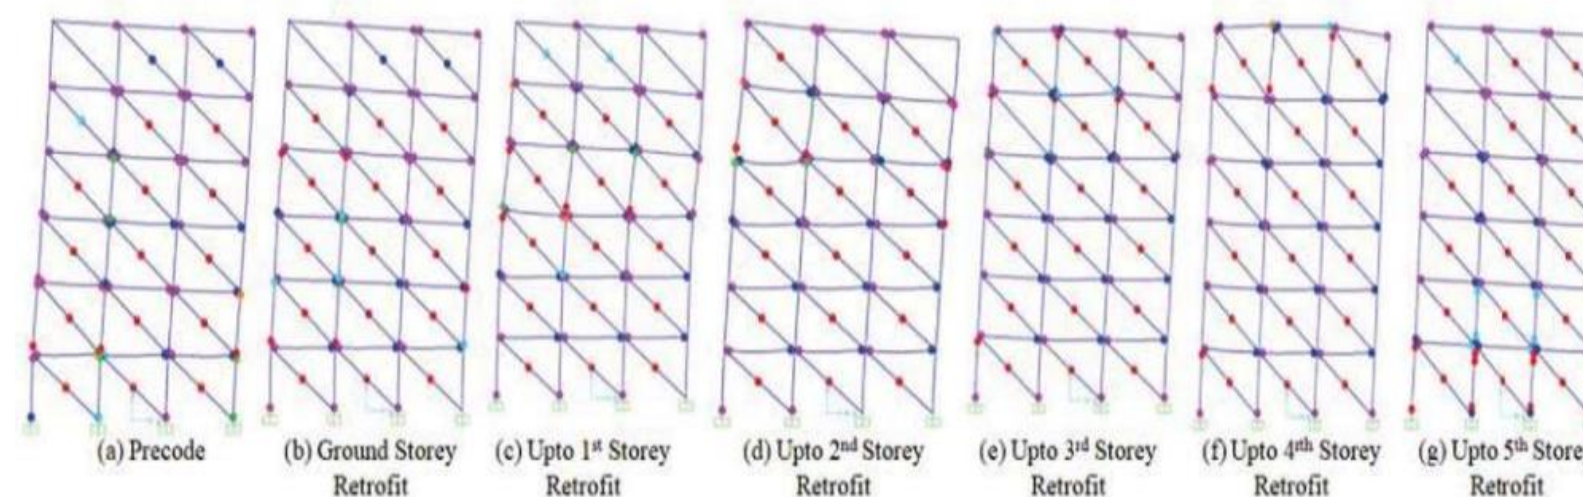 (a) Precode
(b) Ground Storey
Retrofit
(c) Upto 1st Storey
Retrofit
(d) Upto 2nd Storey
Retrofit
(e) Upto 3rd Storey
Retrofit
(f) Upto 4rth Storey
Retrofit
(g) Upto 5th Store
Retrofit